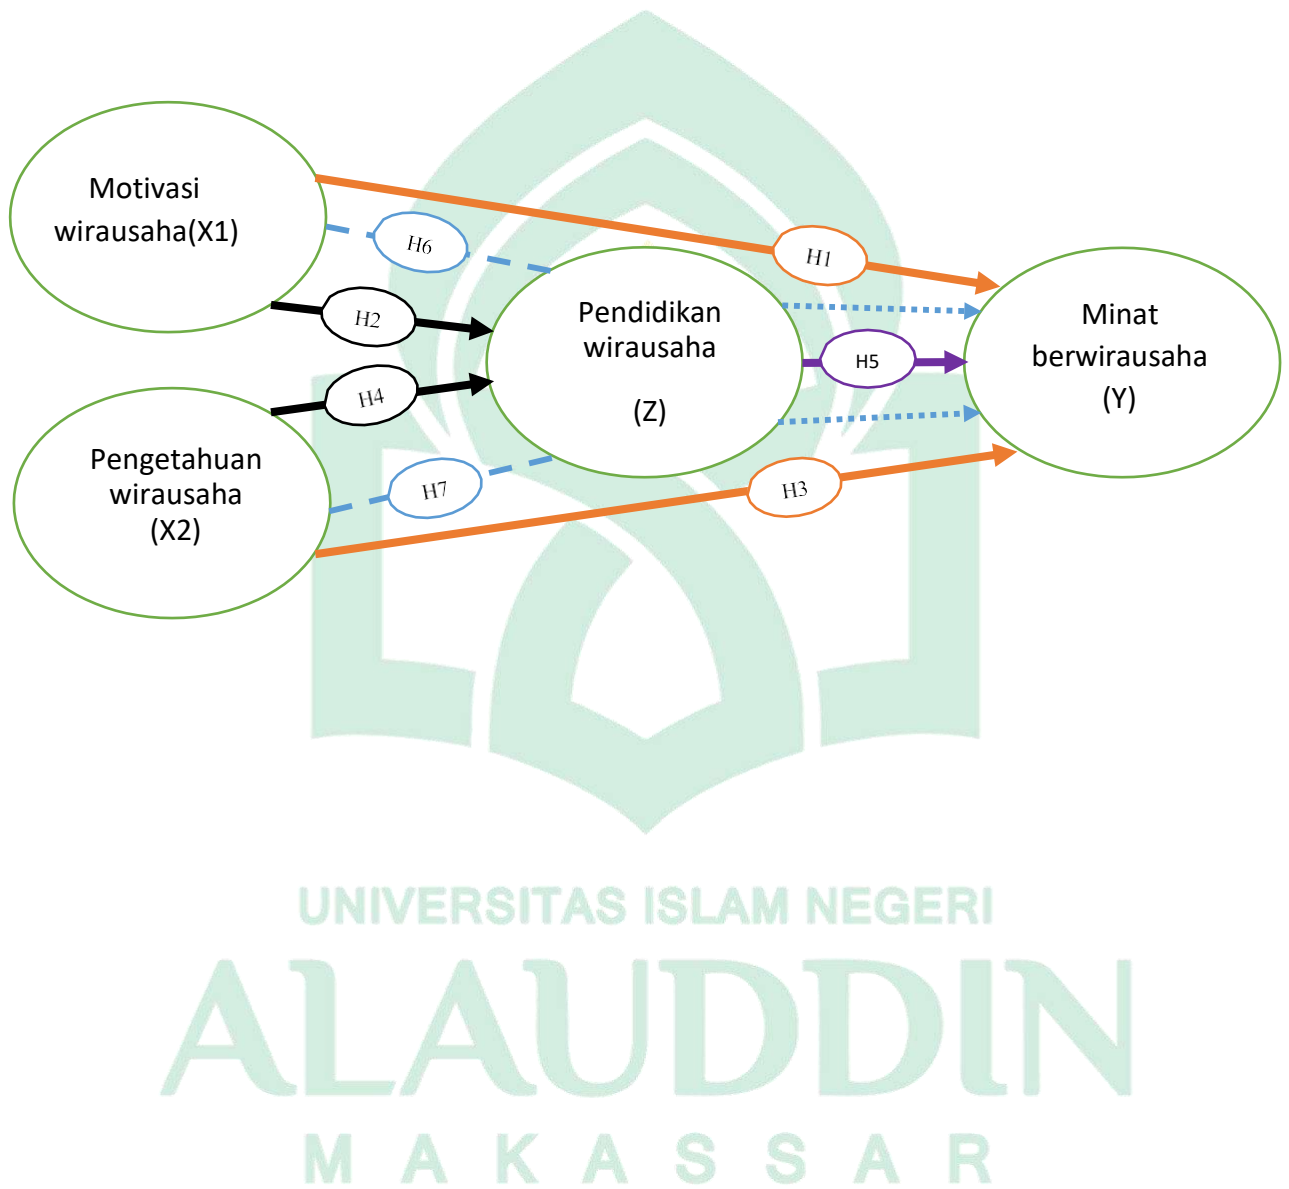 Motivasi
wirausaha(X1)
H6
H1
H2
Pendidikan
wirausaha
(Z)
Minat
berwirausaha
(Y)
H5
H4
Pengetahuan
wirausaha
(X2)
H7
H3
UNIVERSITAS ISLAM NEGERI
ALAUDDIN
MAKASSAR